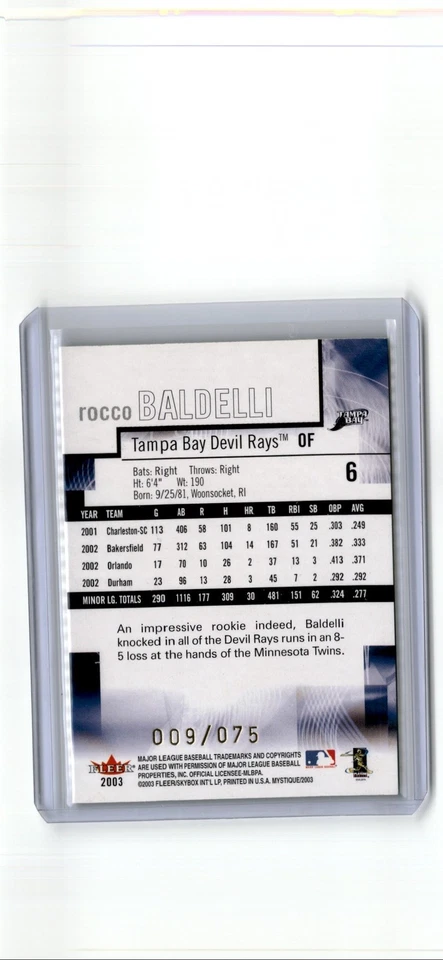 rocco BALDELLI
TAMPA BAY
Tampa Bay Devil Rays™ OF
Bats: Right Throws: Right
6
Ht: 6'4" Wt: 190
Born: 9/25/81, Woonsocket, RI
YEAR TEAM G AB R H HR TB RBI SB OBP AVG
2001 Charleston-SC 113 406 58 101 8 160 55 25 .303 .249
2002 Bakersfield 77 312 63 104 14 167 51 21 .382 .333
2002 Orlando 17 70 10 26 2 37 13 3 .413 .371
2002 Durham 23 96 13 28 3 45 7 2 .292 .292
MINOR LG. TOTALS 290 1116 177 309 30 481 151 62 .324 .277
An impressive rookie indeed, Baldelli
knocked in all of the Devil Rays runs in an 8-
5 loss at the hands of the Minnesota Twins.
009/075
FLEER
2003
MAJOR LEAGUE BASEBALL TRADEMARKS AND COPYRIGHTS
ARE USED WITH PERMISSION OF MAJOR LEAGUE BASEBALL
PROPERTIES, INC. OFFICIAL LICENSEE-MLBPA.
©2003 FLEER/SKYBOX INT'L LP, PRINTED IN U.S.A. MYSTIQUE/2003